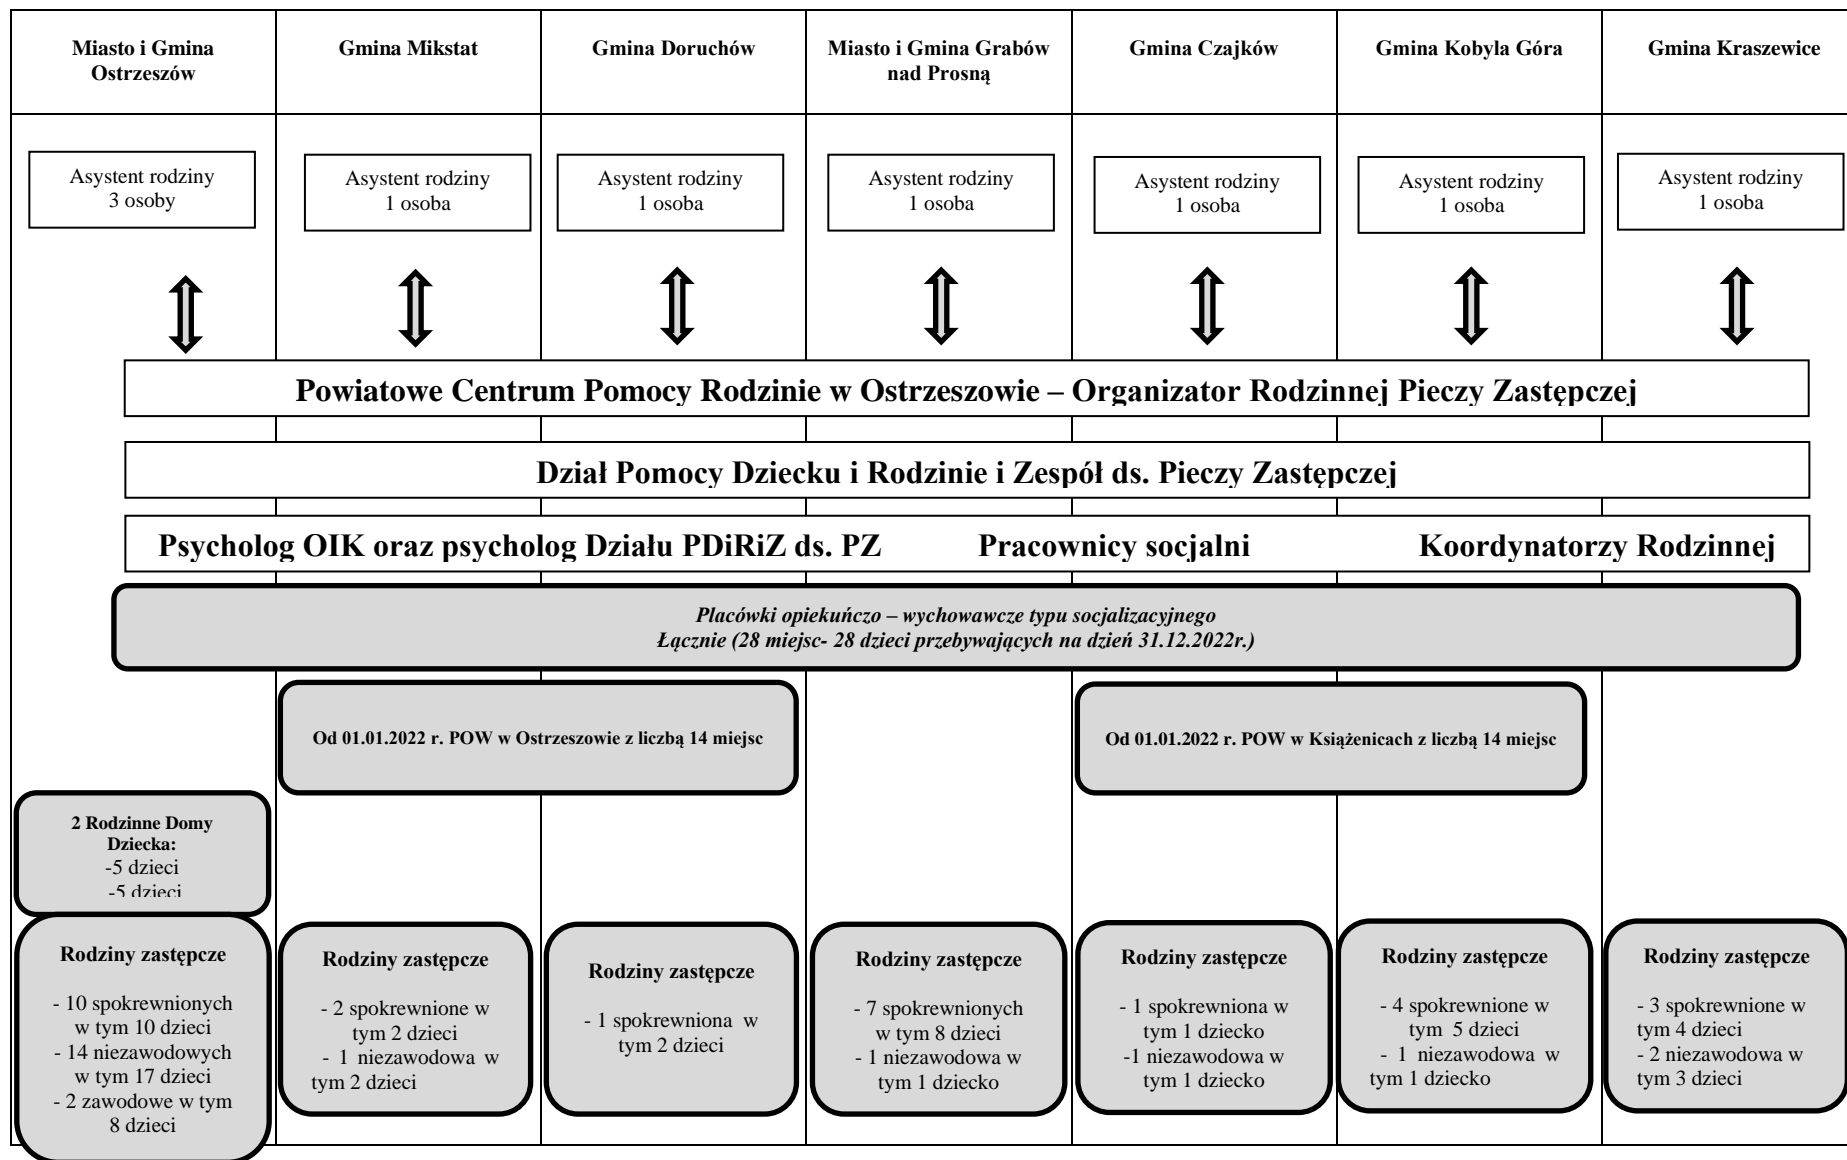 Miasto i Gmina
Ostrzeszów
Gmina Mikstat
Gmina Doruchów
Miasto i Gmina Grabów
nad Prosną
Gmina Czajków
Gmina Kobyla Góra
Gmina Kraszewice
Asystent rodziny
3 osoby
Asystent rodziny
1 osoba
Asystent rodziny
1 osoba
Asystent rodziny
1 osoba
Asystent rodziny
1 osoba
Asystent rodziny
1 osoba
Asystent rodziny
1 osoba
Powiatowe Centrum Pomocy Rodzinie w Ostrzeszowie – Organizator Rodzinnej Pieczy Zastępczej
Dział Pomocy Dziecku i Rodzinie i Zespół ds. Pieczy Zastępczej
Psycholog OIK oraz psycholog Działu PDiRiZ ds. PZ Pracownicy socjalni Koordynatorzy Rodzinnej
Placówki opiekuńczo – wychowawcze typu socjalizacyjnego
Łącznie (28 miejsc- 28 dzieci przebywających na dzień 31.12.2022r.)
Od 01.01.2022 r. POW w Ostrzeszowie z liczbą 14 miejsc
Od 01.01.2022 r. POW w Książenicach z liczbą 14 miejsc
2 Rodzinne Domy
Dziecka:
-5 dzieci
-5 dzieci
Rodziny zastępcze
- 10 spokrewnionych
w tym 10 dzieci
- 14 niezawodowych
w tym 17 dzieci
- 2 zawodowe w tym
8 dzieci
Rodziny zastępcze
- 2 spokrewnione w
tym 2 dzieci
- 1 niezawodowa w
tym 2 dzieci
Rodziny zastępcze
- 1 spokrewniona w
tym 2 dzieci
Rodziny zastępcze
- 7 spokrewnionych
w tym 8 dzieci
- 1 niezawodowa w
tym 1 dziecko
Rodziny zastępcze
- 1 spokrewniona w
tym 1 dziecko
-1 niezawodowa w
tym 1 dziecko
Rodziny zastępcze
- 4 spokrewnione w
tym 5 dzieci
- 1 niezawodowa w
tym 1 dziecko
Rodziny zastępcze
- 3 spokrewnione w
tym 4 dzieci
- 2 niezawodowa w
tym 3 dzieci